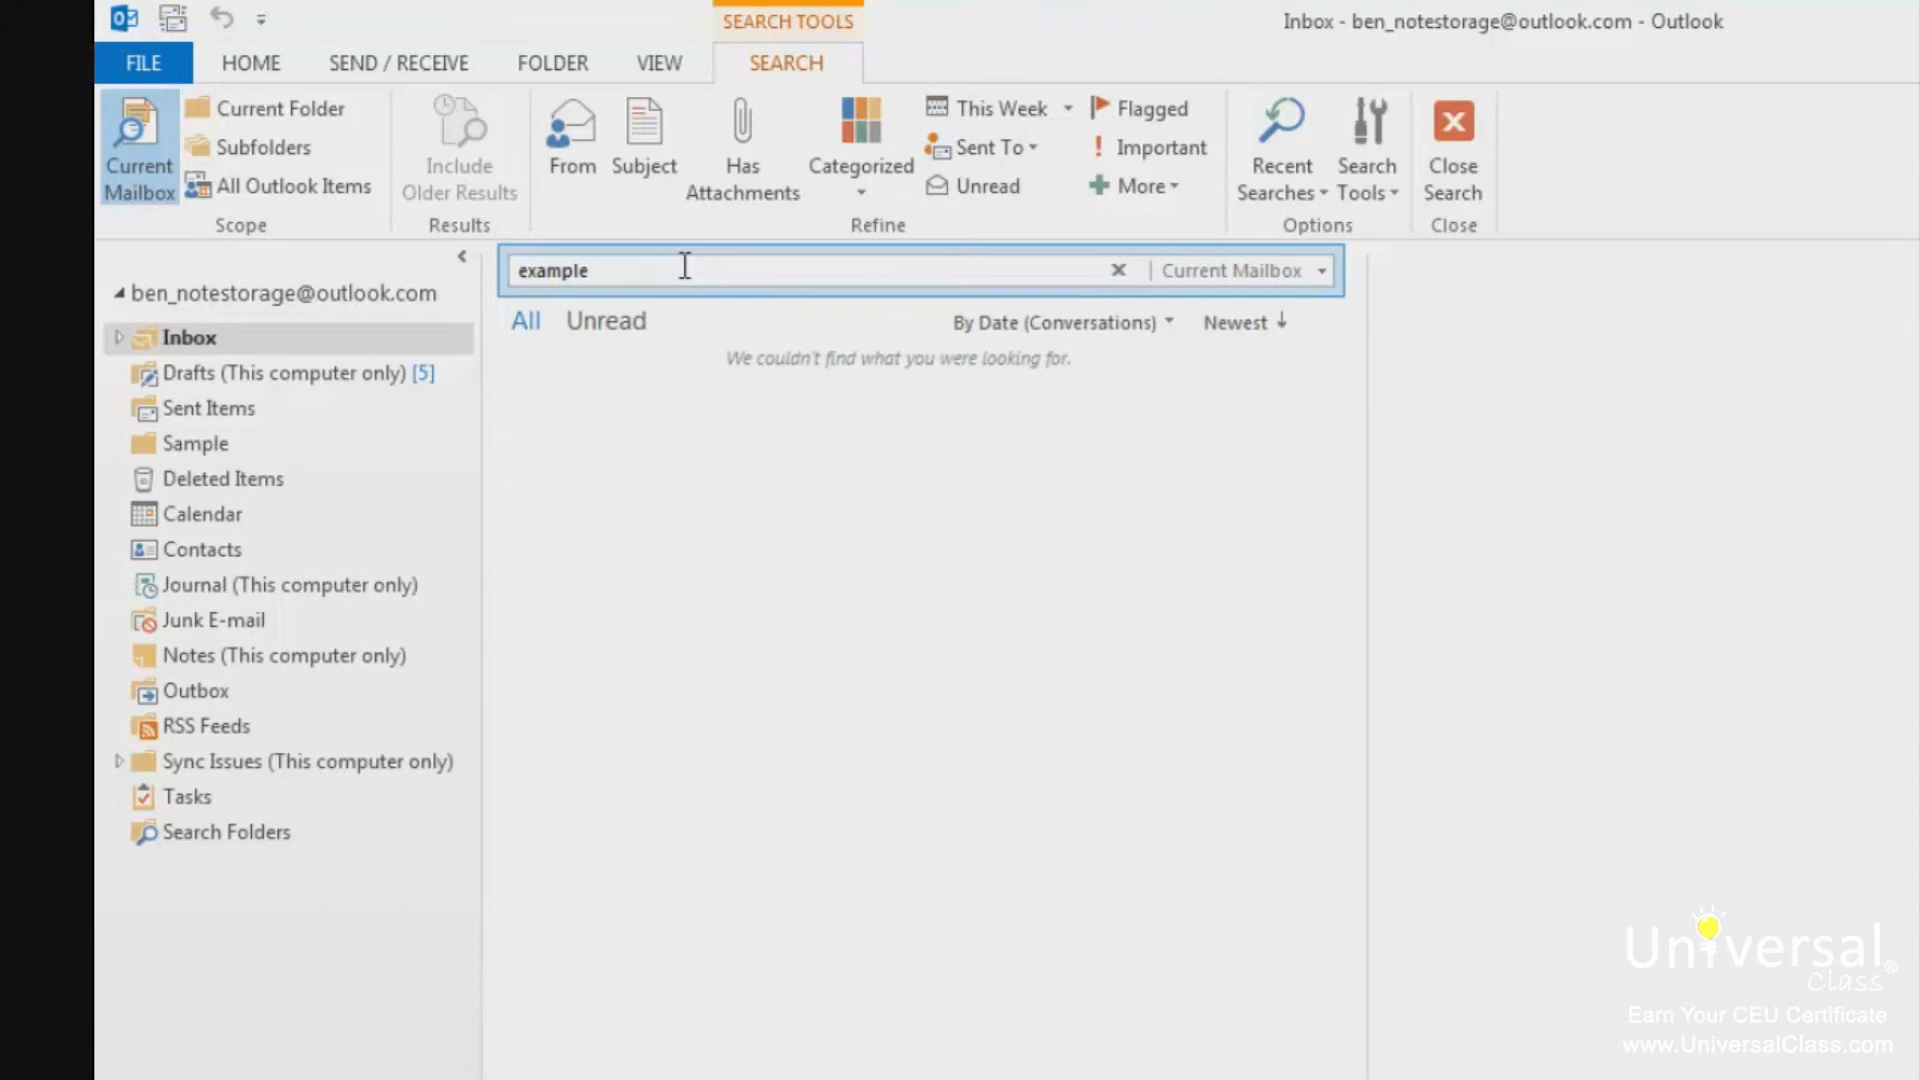 SEARCH TOOLS
Inbox - ben_notestorage@outlook.com - Outlook
FILE HOME SEND / RECEIVE FOLDER VIEW SEARCH
Current Mailbox
Current Folder
Subfolders
All Outlook Items
Scope
Include Older Results
Results
From
Subject
Has Attachments
Categorized
This Week
Sent To
Unread
Flagged
Important
More
Refine
Recent Searches
Search Tools
Options
Close Search
Close
example
Current Mailbox
All Unread
By Date (Conversations) Newest
We couldn't find what you were looking for.
ben_notestorage@outlook.com
Inbox
Drafts (This computer only) [5]
Sent Items
Sample
Deleted Items
Calendar
Contacts
Journal (This computer only)
Junk E-mail
Notes (This computer only)
Outbox
RSS Feeds
Sync Issues (This computer only)
Tasks
Search Folders
Universal®
Class
Earn Your CEU Certificate
www.UniversalClass.com